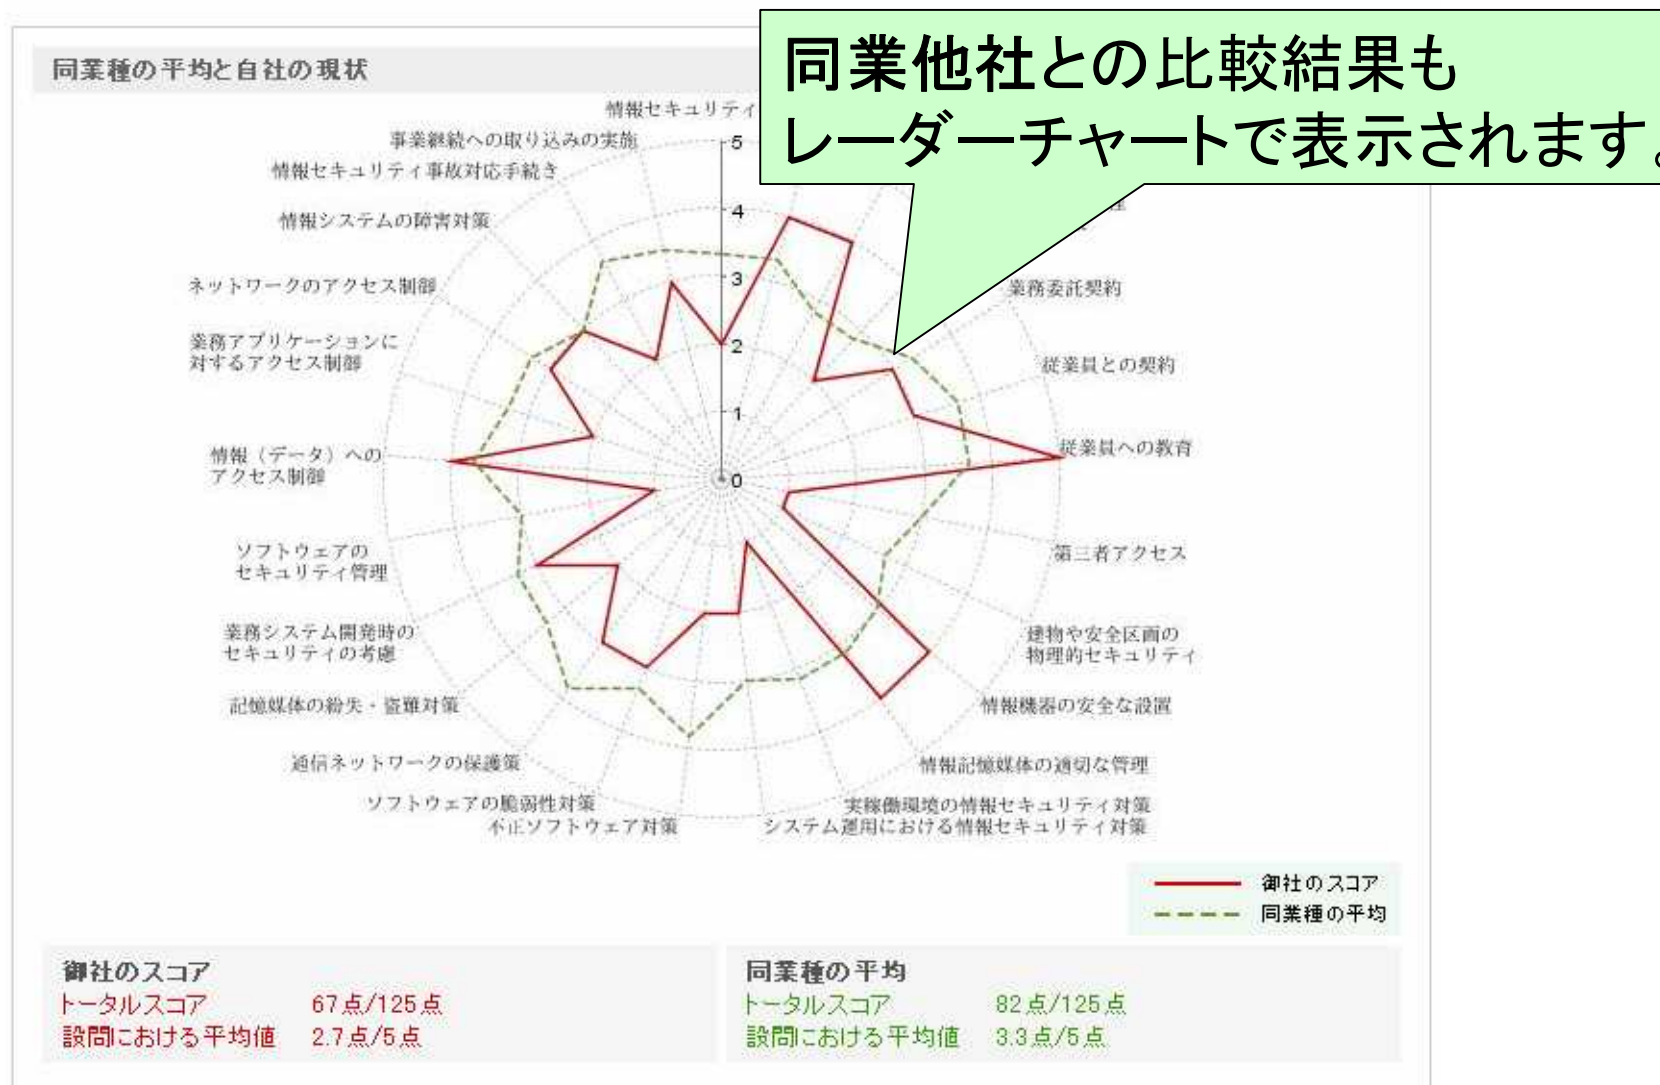 同業種の平均と自社の現状
同業他社との比較結果も
レーダーチャートで表示されます。
情報セキュリティ
事業継続への取り込みの実施
情報セキュリティ事故対応手続き
情報システムの障害対策
ネットワークのアクセス制御
業務アプリケーションに
対するアクセス制御
情報（データ）への
アクセス制御
ソフトウェアの
セキュリティ管理
業務システム開発時の
セキュリティの考慮
記憶媒体の紛失・盗難対策
通信ネットワークの保護策
ソフトウェアの脆弱性対策
不正ソフトウェア対策
システム運用における情報セキュリティ対策
実稼働環境の情報セキュリティ対策
情報記憶媒体の適切な管理
情報機器の安全な設置
建物や安全区画の
物理的セキュリティ
第三者アクセス
従業員への教育
従業員との契約
業務委託契約
5
4
3
2
1
0
御社のスコア
同業種の平均
御社のスコア
トータルスコア 67点/125点
設問における平均値 2.7点/5点
同業種の平均
トータルスコア 82点/125点
設問における平均値 3.3点/5点